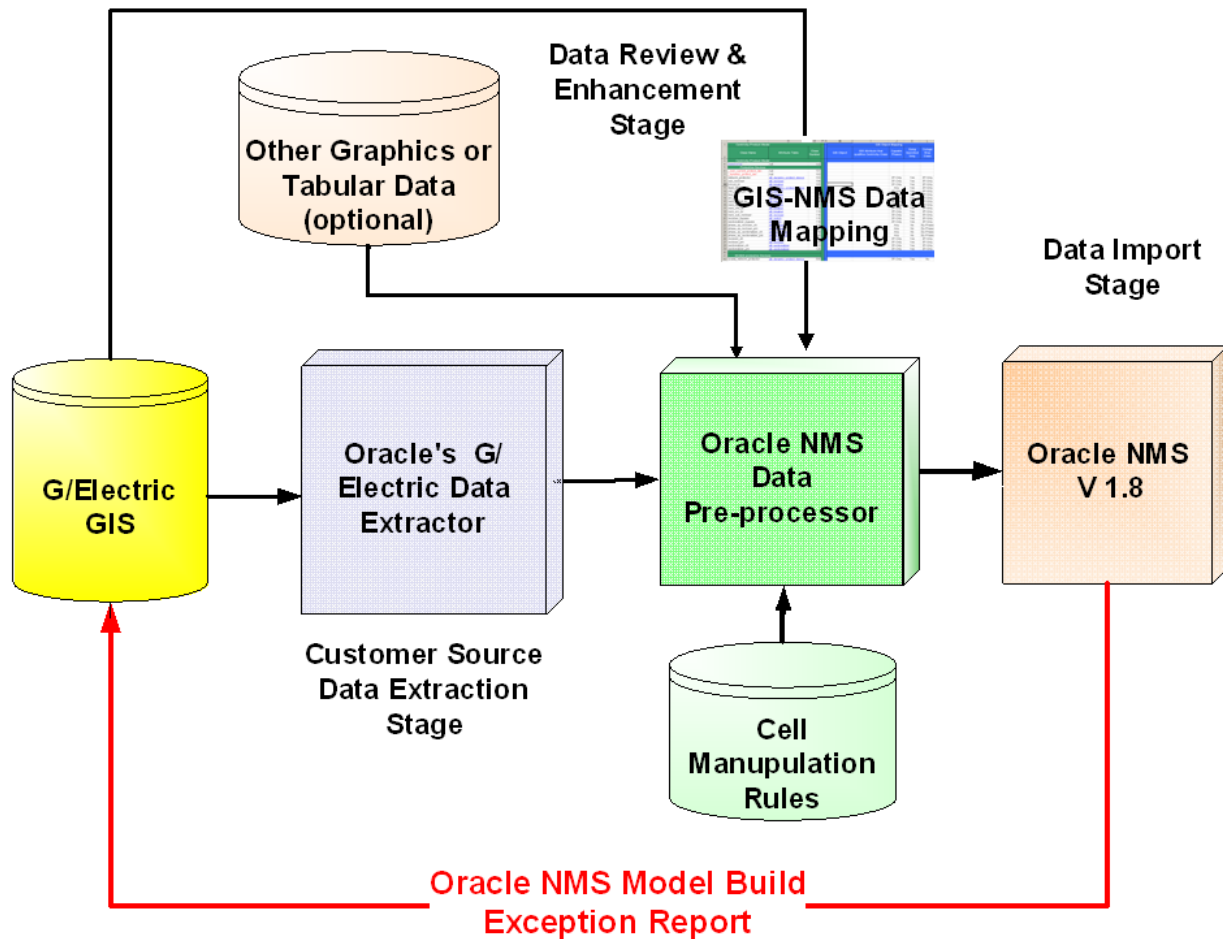 Data Review &
Enhancement
Stage
Other Graphics or
Tabular Data
(optional)
GIS-NMS Data
Mapping
Data Import
Stage
G/Electric
GIS
Oracle's G/
Electric Data
Extractor
Oracle NMS
Data
Pre-processor
Oracle NMS
V 1.8
Customer Source
Data Extraction
Stage
Cell
Manupulation
Rules
Oracle NMS Model Build
Exception Report